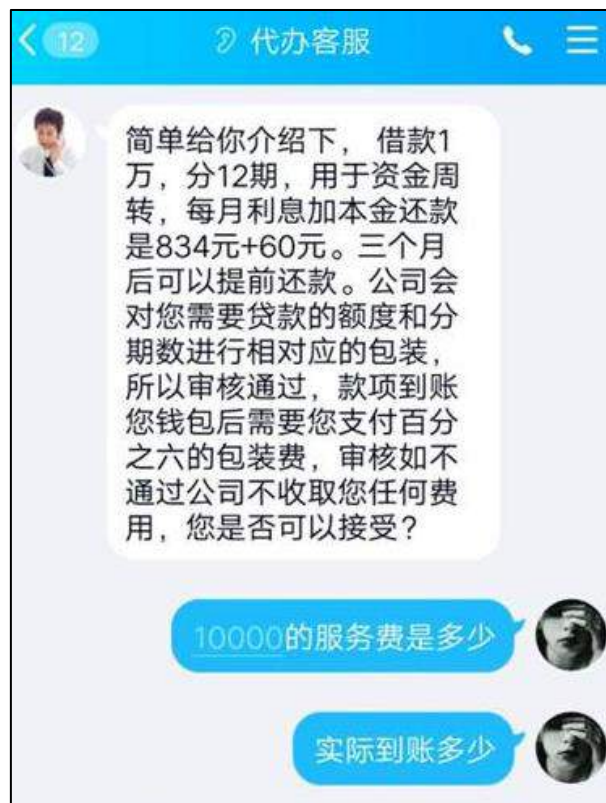 12
代办客服
简单给你介绍下， 借款1
万，分12期，用于资金周
转，每月利息加本金还款
是834元+60元。三个月
后可以提前还款。公司会
对您需要贷款的额度和分
期数进行相对应的包装，
所以审核通过，款项到账
您钱包后需要您支付百分
之六的包装费，审核如不
通过公司不收取您任何费
用，您是否可以接受？
10000的服务费是多少
实际到账多少